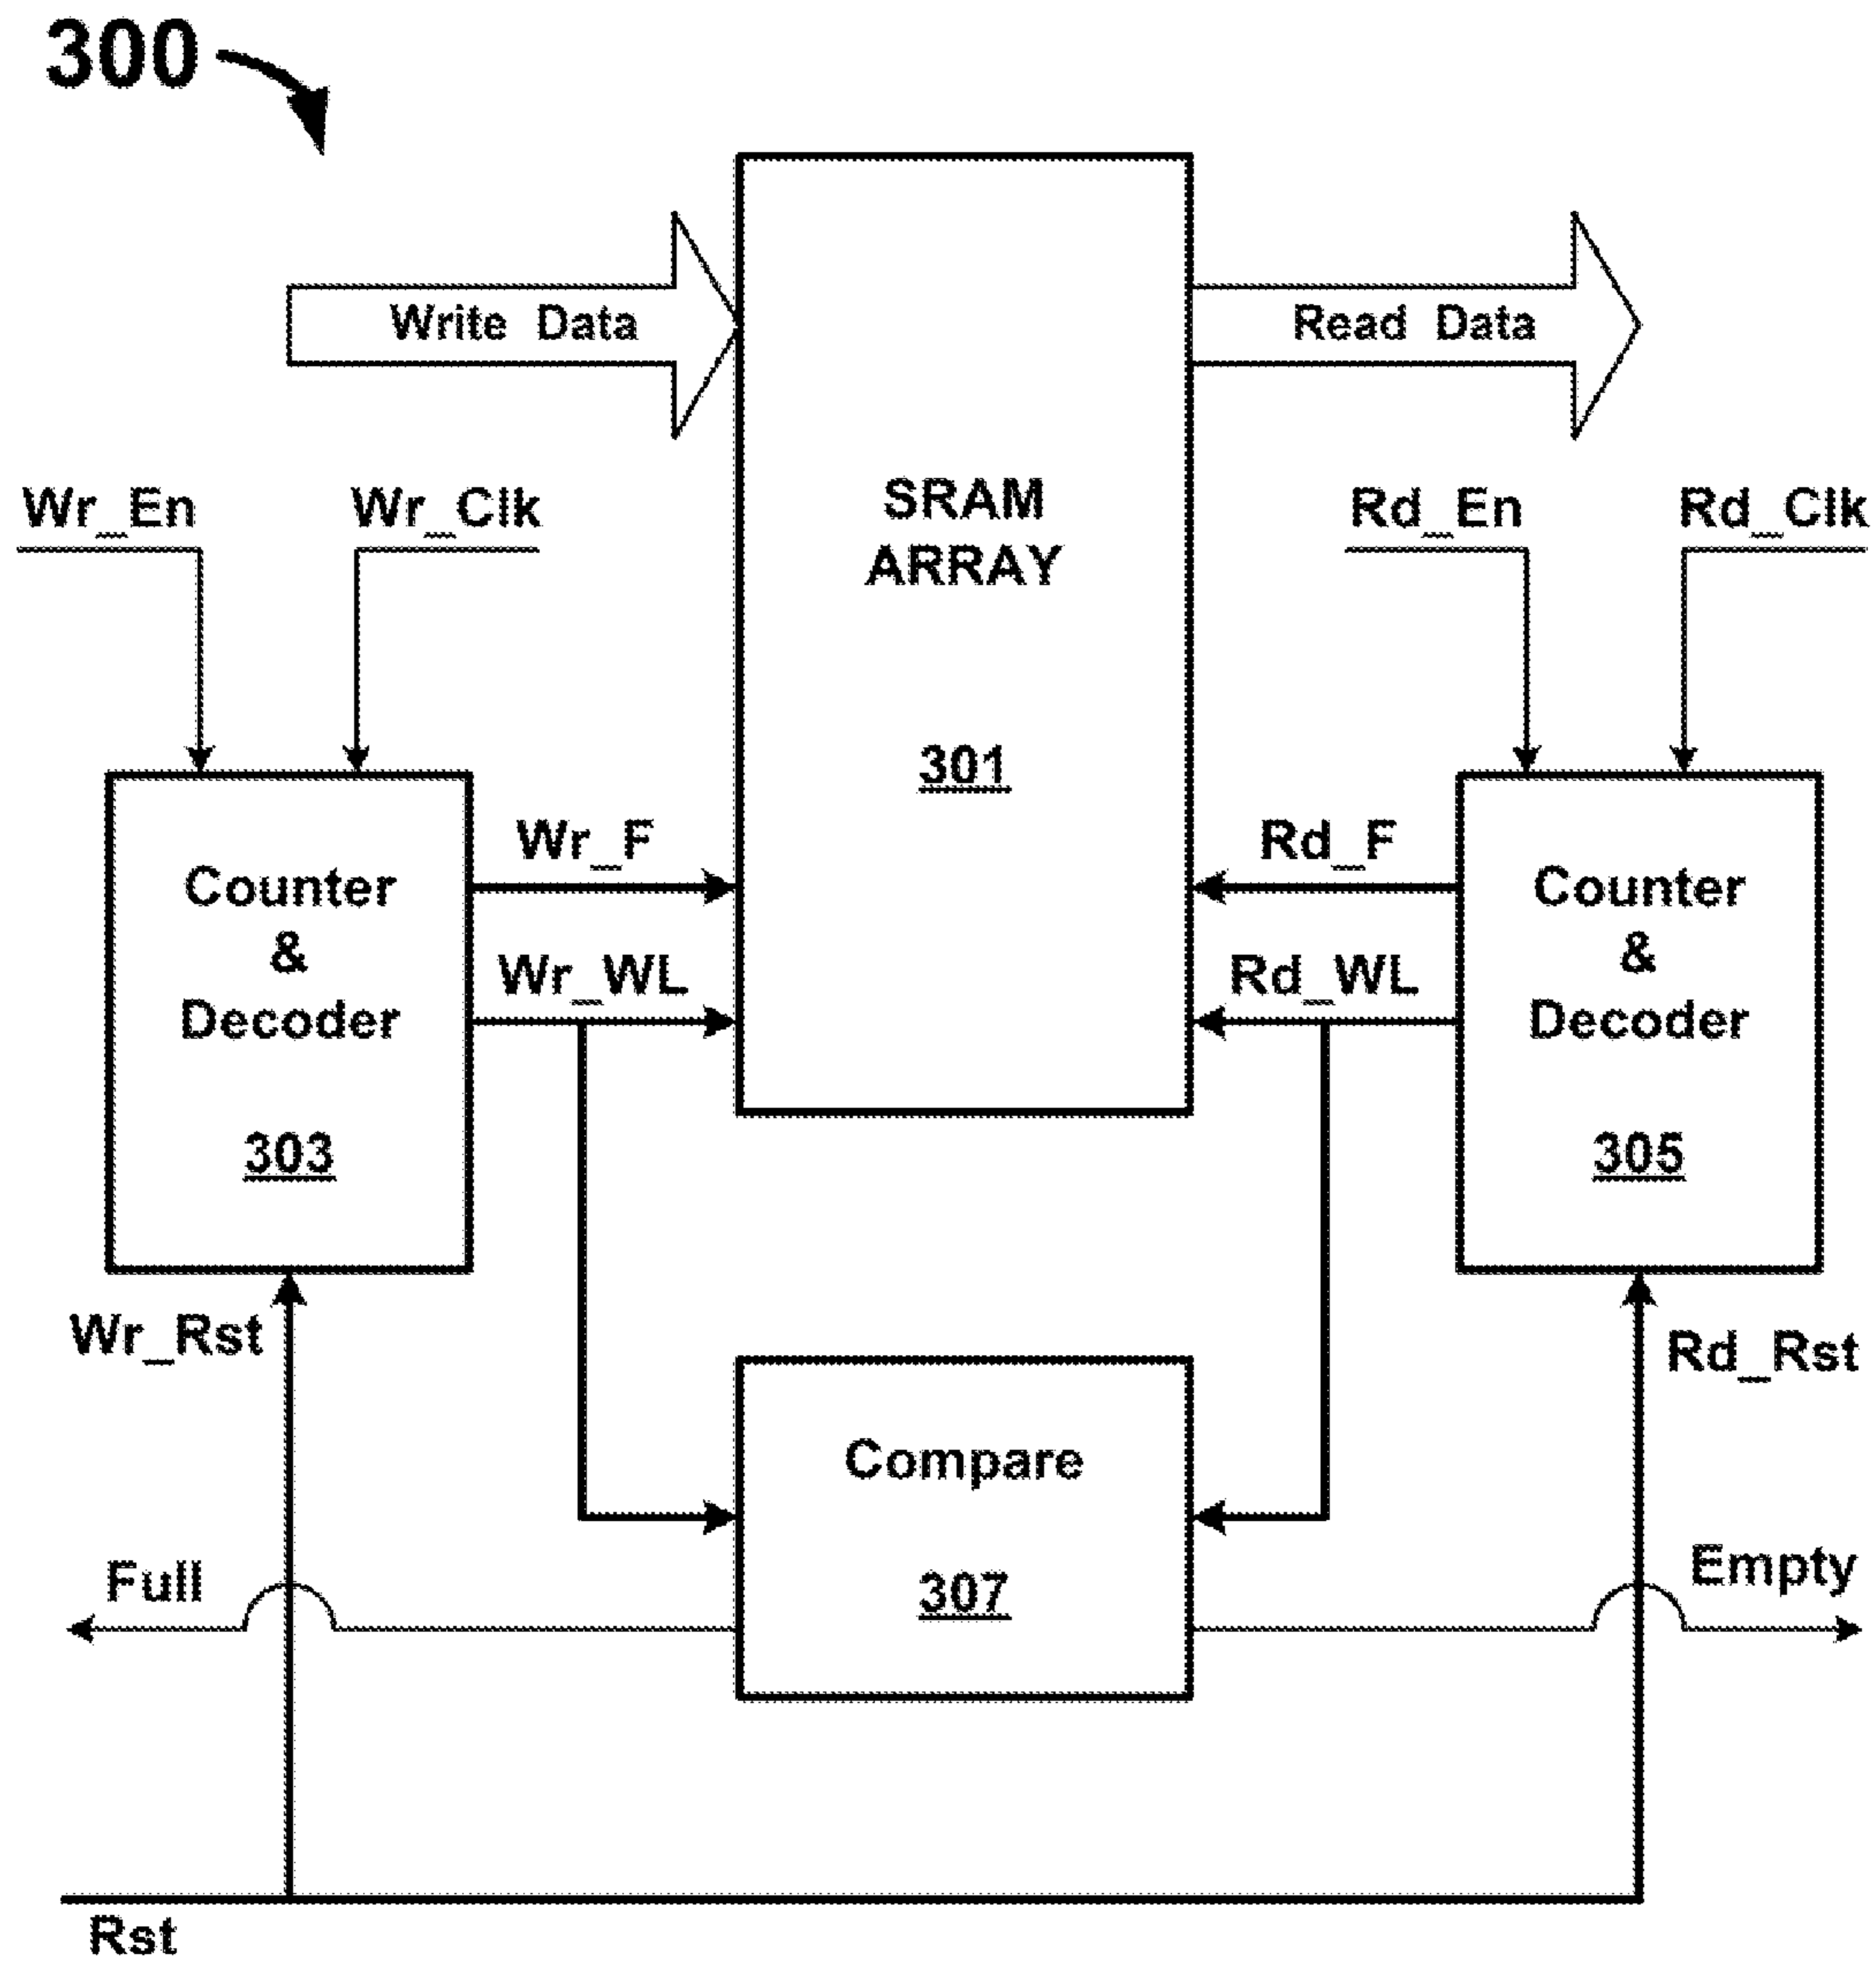 300
Write Data
Read Data
SRAM
ARRAY
301
Wr_En
Wr_Clk
Rd_En
Rd_Clk
Wr_F
Rd_F
Counter
&
Decoder
303
Wr_WL
Rd_WL
Counter
&
Decoder
305
Wr_Rst
Rd_Rst
Compare
307
Full
Empty
Rst